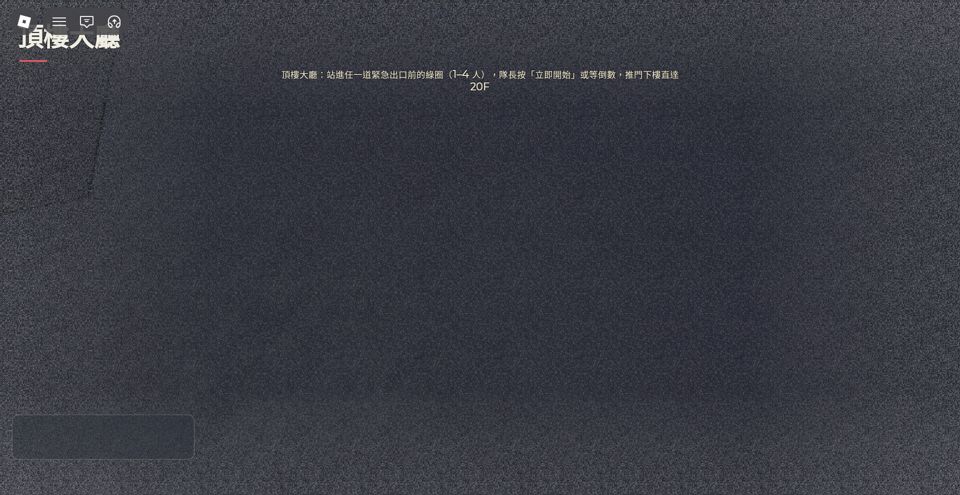 頂樓大廳
頂樓大廳：站進任一道緊急出口前的綠圈（1–4 人），隊長按「立即開始」或等倒數，推門下樓直達
20F